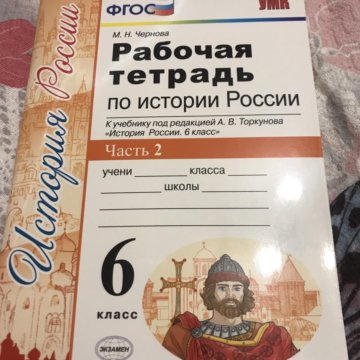 ФГОС
УМК
М. Н. Чернова
Рабочая
тетрадь
по истории России
К учебнику под редакцией А. В. Торкунова
«История России. 6 класс»
Часть 2
учени класса
школы
История России
6
класс
ЭКЗАМЕН